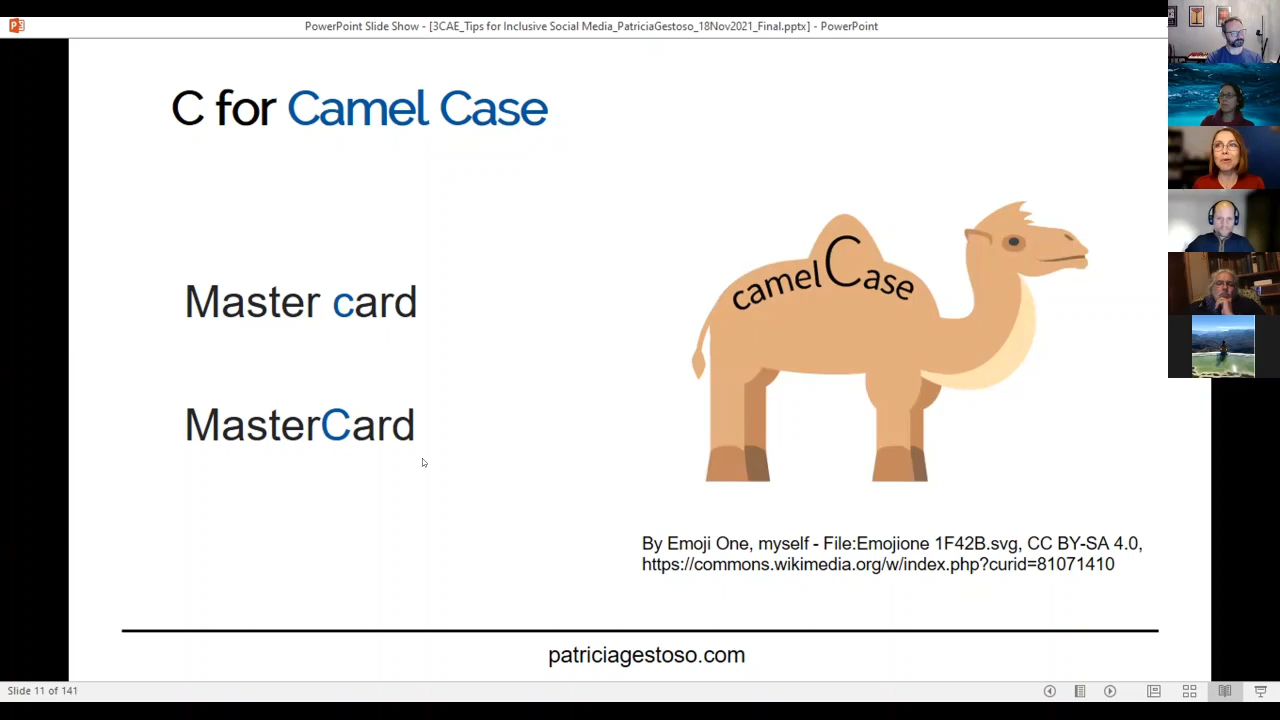 PowerPoint Slide Show - [3CAE_Tips for Inclusive Social Media_PatriciaGestoso_18Nov2021_Final.pptx] - PowerPoint
C for Camel Case
Master card
MasterCard
camelCase
By Emoji One, myself - File:Emojione 1F42B.svg, CC BY-SA 4.0,
https://commons.wikimedia.org/w/index.php?curid=81071410
patriciagestoso.com
Slide 11 of 141